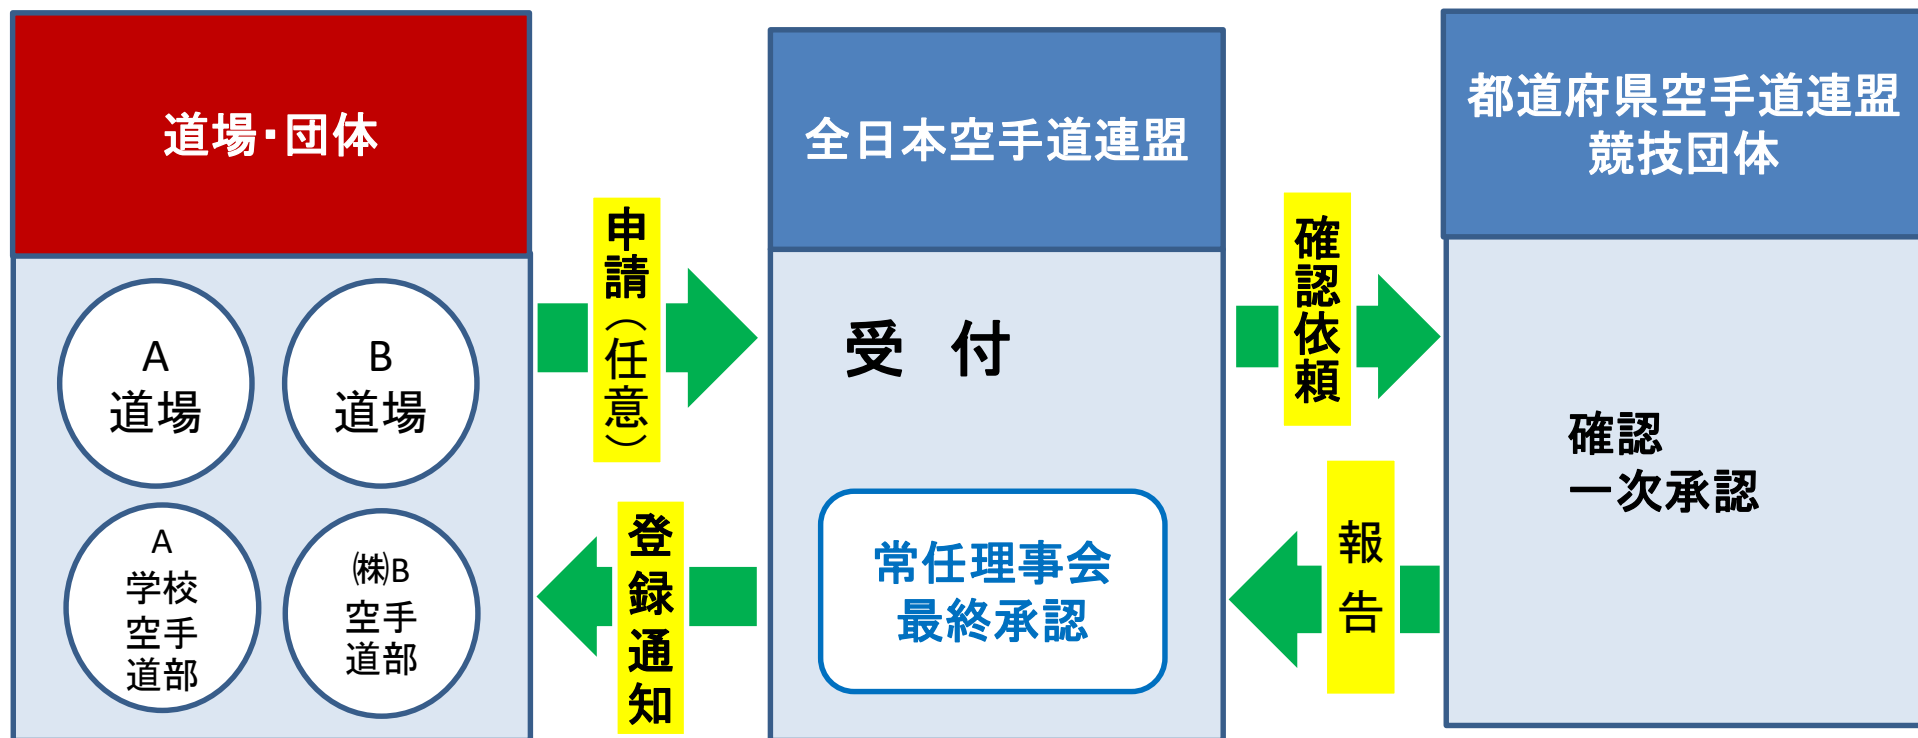 道場・団体
A
道場
B
道場
A
学校
空手
道部
㈱B
空手
道部
申請（任意）
登録通知
全日本空手道連盟
受　付
常任理事会
最終承認
確認依頼
報告
都道府県空手道連盟
競技団体
確認
一次承認